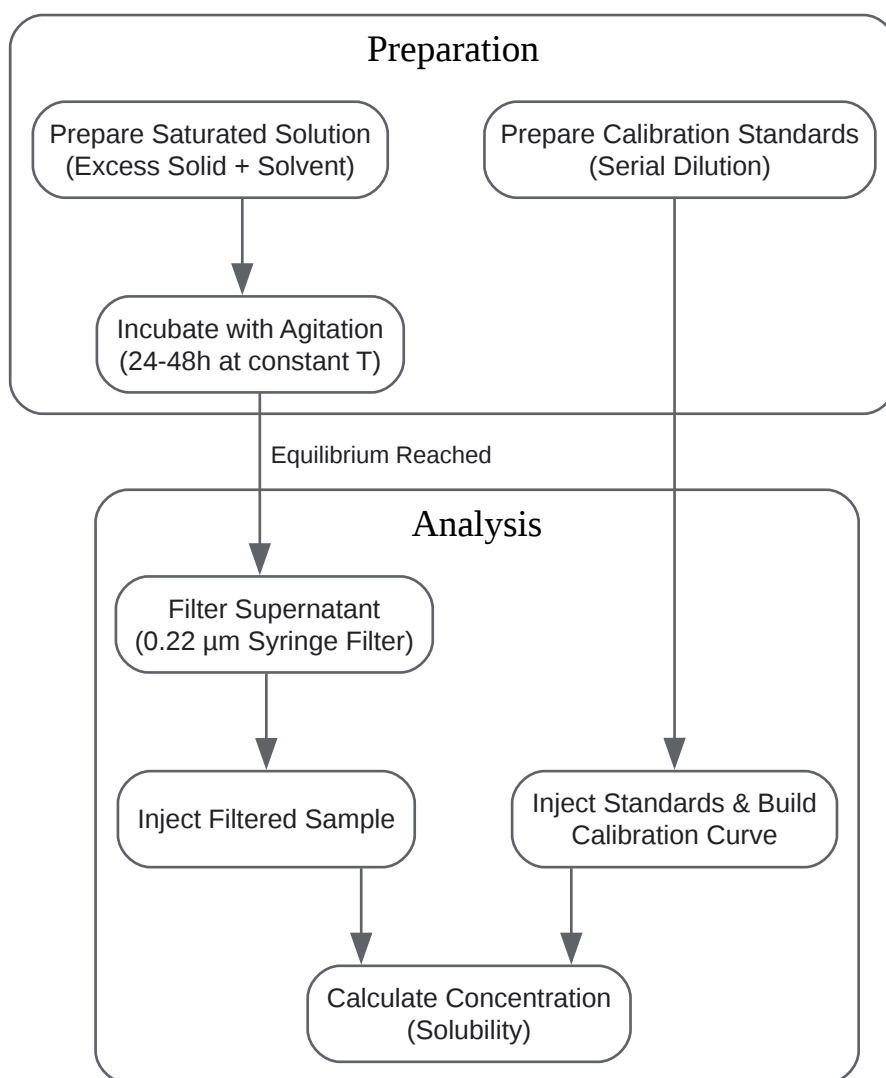 Preparation
Prepare Saturated Solution
(Excess Solid + Solvent)
Prepare Calibration Standards
(Serial Dilution)
Incubate with Agitation
(24-48h at constant T)
Equilibrium Reached
Analysis
Filter Supernatant
(0.22 µm Syringe Filter)
Inject Filtered Sample
Inject Standards & Build
Calibration Curve
Calculate Concentration
(Solubility)